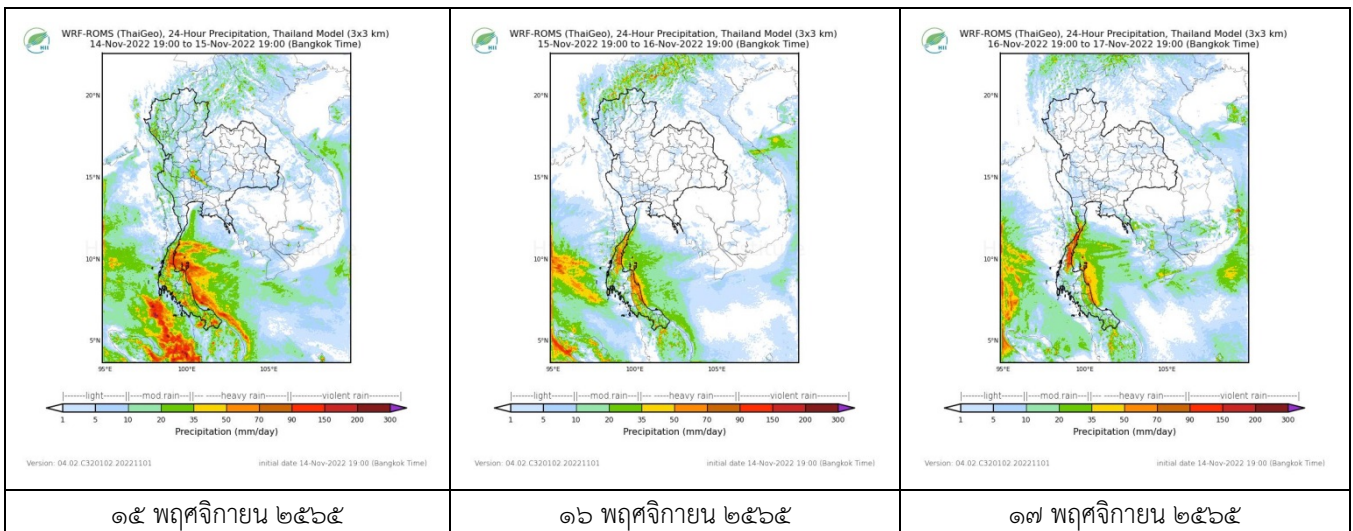 HII
WRF-ROMS (ThaiGeo), 24-Hour Precipitation, Thailand Model (3x3 km)
14-Nov-2022 19:00 to 15-Nov-2022 19:00 (Bangkok Time)
20°N
15°N
10°N
5°N
95°E 100°E 105°E
|-----light-----||---mod rain---||--- ---heavy rain-----||---------violent rain--------|
1 5 10 20 35 50 70 90 150 200 300
Precipitation (mm/day)
Version: 04.02.C320102.20221101 initial date 14-Nov-2022 19:00 (Bangkok Time)
๑๕ พฤศจิกายน ๒๕๖๕
HII
WRF-ROMS (ThaiGeo), 24-Hour Precipitation, Thailand Model (3x3 km)
15-Nov-2022 19:00 to 16-Nov-2022 19:00 (Bangkok Time)
20°N
15°N
10°N
5°N
95°E 100°E 105°E
|-----light-----||---mod rain---||--- ---heavy rain-----||---------violent rain--------|
1 5 10 20 35 50 70 90 150 200 300
Precipitation (mm/day)
Version: 04.02.C320102.20221101 initial date 14-Nov-2022 19:00 (Bangkok Time)
๑๖ พฤศจิกายน ๒๕๖๕
HII
WRF-ROMS (ThaiGeo), 24-Hour Precipitation, Thailand Model (3x3 km)
16-Nov-2022 19:00 to 17-Nov-2022 19:00 (Bangkok Time)
20°N
15°N
10°N
5°N
95°E 100°E 105°E
|-----light-----||---mod rain---||--- ---heavy rain-----||---------violent rain--------|
1 5 10 20 35 50 70 90 150 200 300
Precipitation (mm/day)
Version: 04.02.C320102.20221101 initial date 14-Nov-2022 19:00 (Bangkok Time)
๑๗ พฤศจิกายน ๒๕๖๕